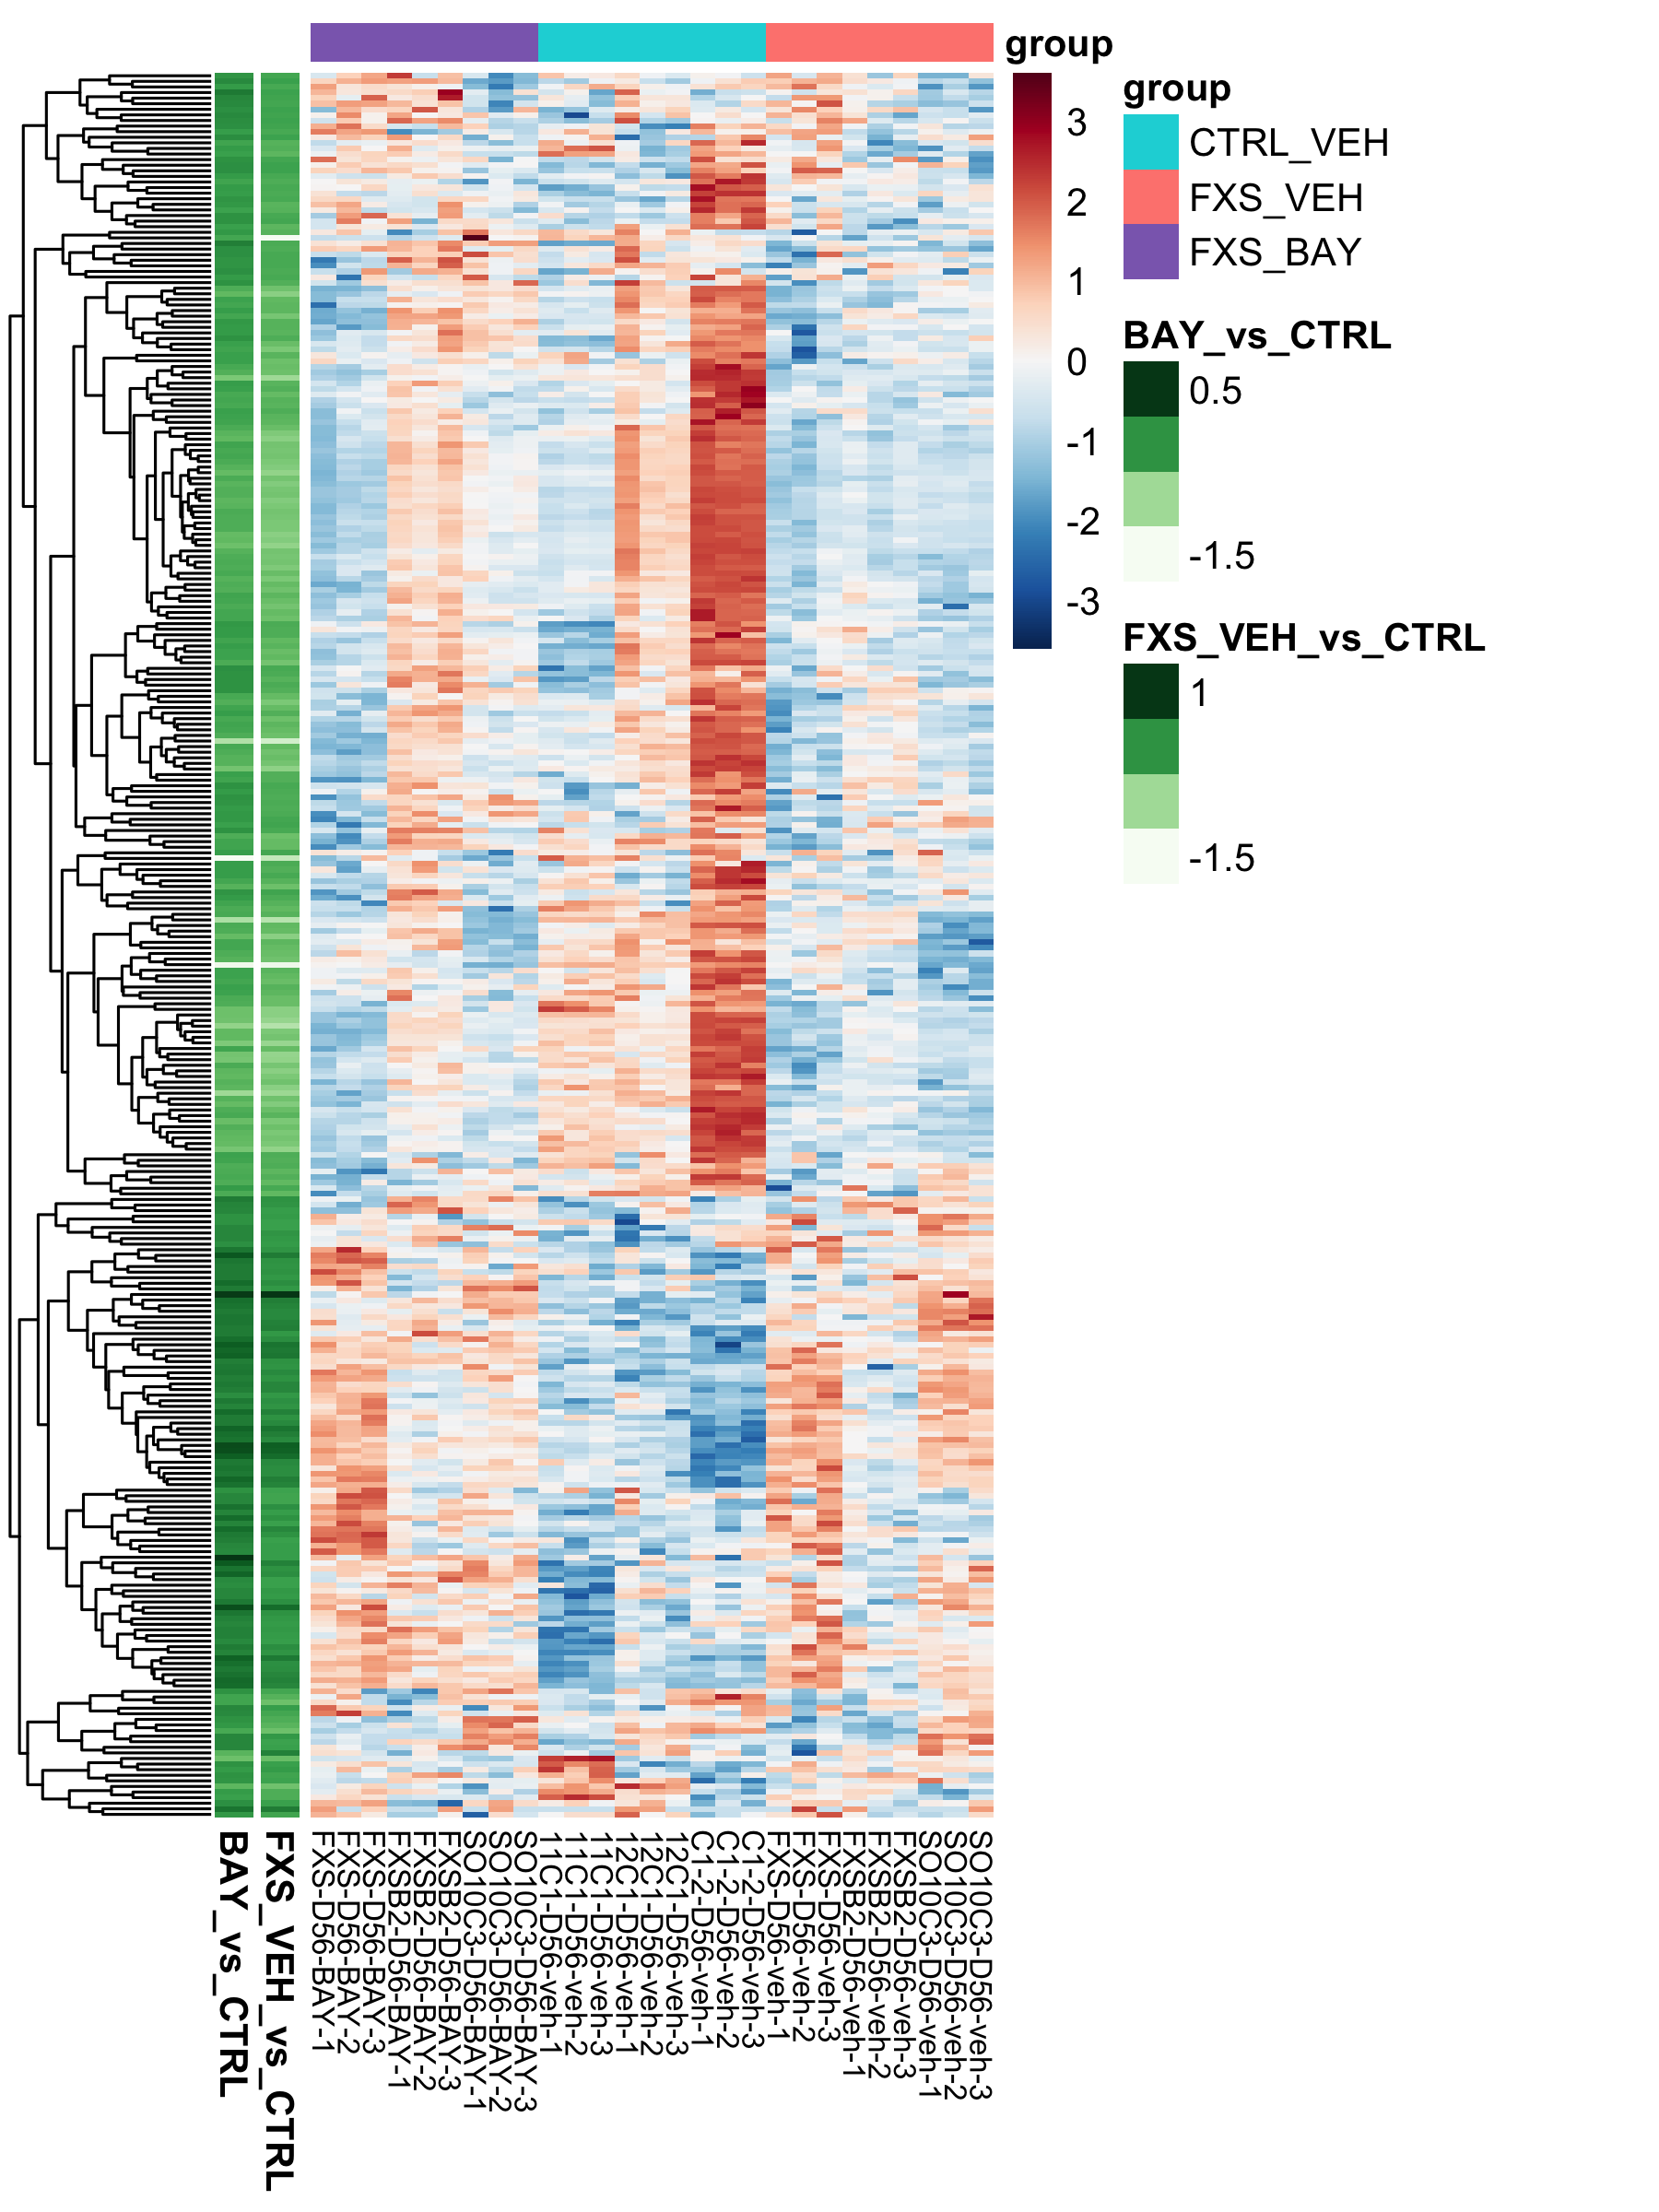 group
3
2
1
0
-1
-2
-3
group
CTRL_VEH
FXS_VEH
FXS_BAY
BAY_vs_CTRL
0.5
-1.5
FXS_VEH_vs_CTRL
1
-1.5
BAY_vs_CTRL
FXS_VEH_vs_CTRL
FXS-D56-BAY-1
FXS-D56-BAY-2
FXS-D56-BAY-3
FXSB2-D56-BAY-1
FXSB2-D56-BAY-2
FXSB2-D56-BAY-3
SO10C3-D56-BAY-1
SO10C3-D56-BAY-2
SO10C3-D56-BAY-3
11C1-D56-veh-1
11C1-D56-veh-2
11C1-D56-veh-3
12C1-D56-veh-1
12C1-D56-veh-2
12C1-D56-veh-3
C1-2-D56-veh-1
C1-2-D56-veh-2
C1-2-D56-veh-3
FXS-D56-veh-1
FXS-D56-veh-2
FXS-D56-veh-3
FXSB2-D56-veh-1
FXSB2-D56-veh-2
FXSB2-D56-veh-3
SO10C3-D56-veh-1
SO10C3-D56-veh-2
SO10C3-D56-veh-3